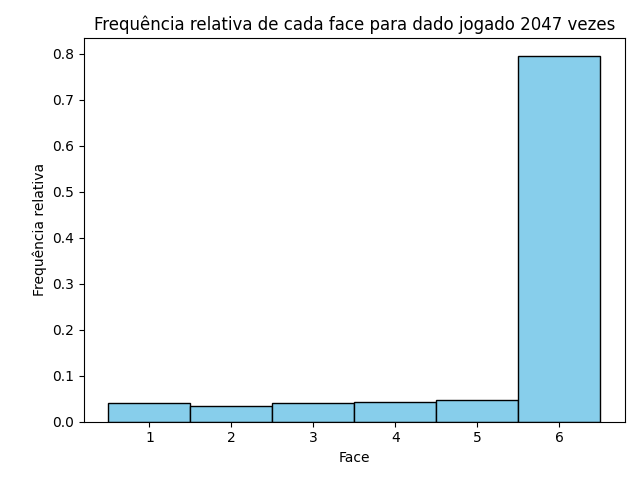 Frequência relativa de cada face para dado jogado 2047 vezes
0.8
0.7
0.6
0.5
0.4
0.3
0.2
0.1
0.0
Frequência relativa
1 2 3 4 5 6
Face